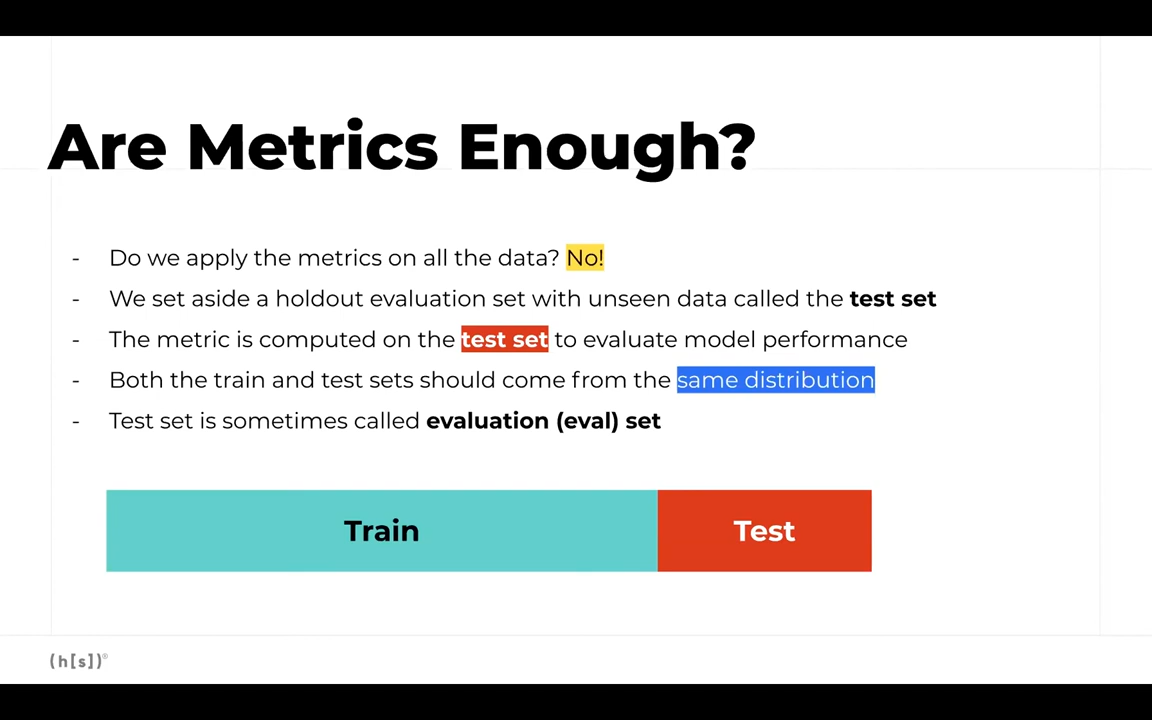 Are Metrics Enough?
- Do we apply the metrics on all the data? No!
- We set aside a holdout evaluation set with unseen data called the test set
- The metric is computed on the test set to evaluate model performance
- Both the train and test sets should come from the same distribution
- Test set is sometimes called evaluation (eval) set
Train Test
(h[s])®